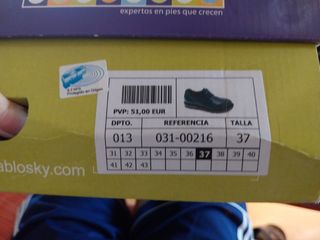 expertos en pies que crecen
PVP: 51,00 EUR
DPTO. REFERENCIA TALLA
013 031-00216 37
31 32 33 34 35 36 37 38 39 40
41 42 43
ablosky.com